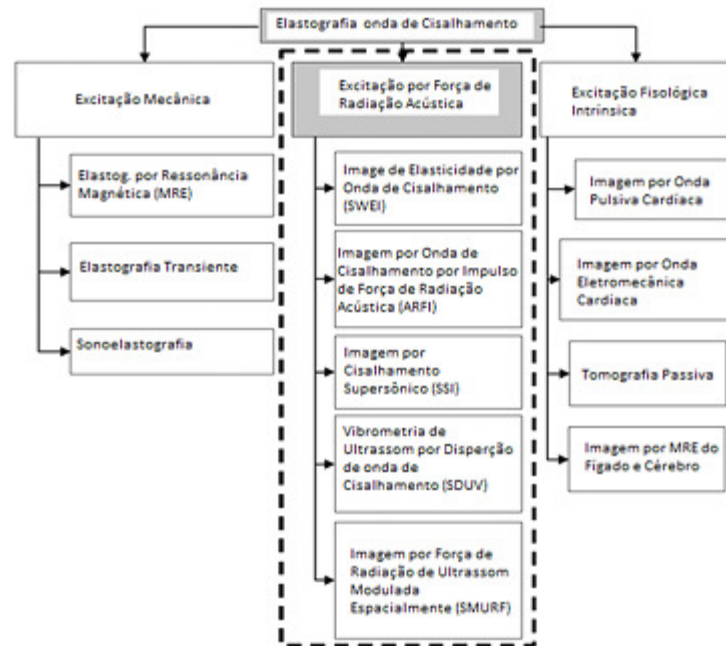 Elastografia onda de Cisalhamento
Excitação Mecânica
Elastog. por Ressonância
Magnética (MRE)
Elastografia Transiente
Sonoelastografia
Excitação por Força de
Radiação Acústica
Image de Elasticidade por
Onda de Cisalhamento
(SWEI)
Imagem por Onda de
Cisalhamento por Impulso
de Força de Radiação
Acústica (ARFI)
Imagem por
Cisalhamento
Supersônico (SSI)
Vibrometria de
Ultrassom por Disperção
de onda de
Cisalhamento (SDUV)
Imagem por Força de
Radiação de Ultrassom
Modulada
Espacialmente (SMURF)
Excitação Fisológica
Intrínsica
Imagem por Onda
Pulsiva Cardiaca
Imagem por Onda
Eletromecânica
Cardiaca
Tomografia Passiva
Imagem por MRE do
Fígado e Cérebro